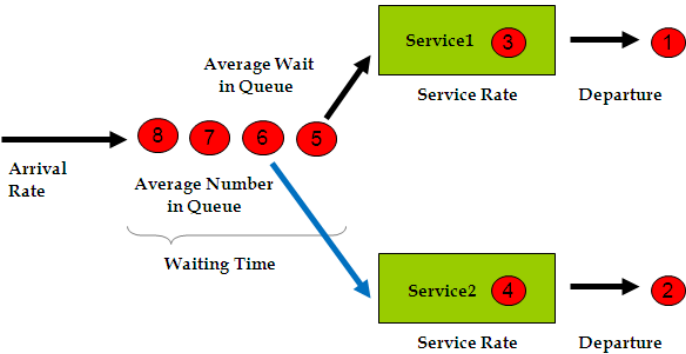 Average Wait
in Queue
Service1
3
1
Service Rate
Departure
8
7
6
5
Arrival
Rate
Average Number
in Queue
Waiting Time
Service2
4
2
Service Rate
Departure